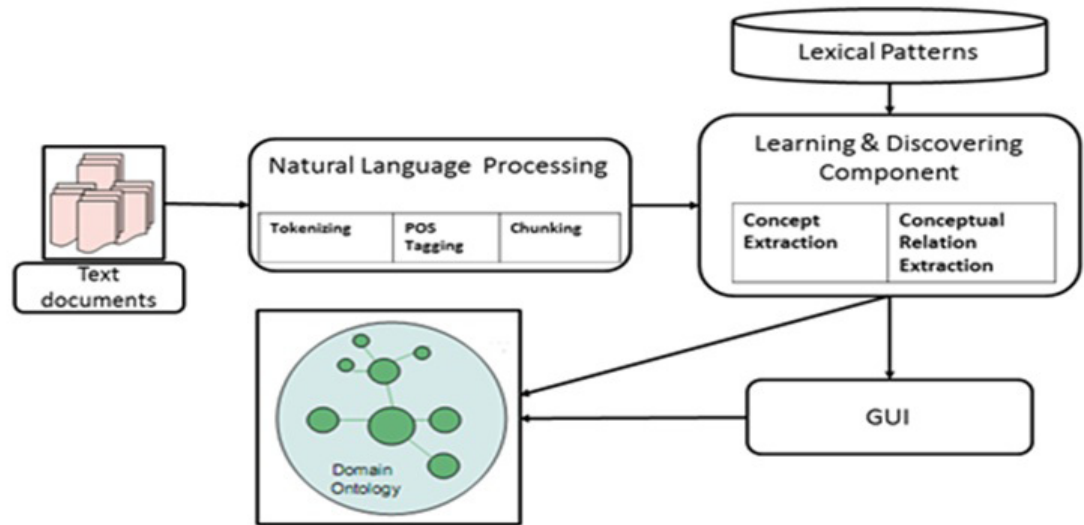 Lexical Patterns
Learning & Discovering
Component
Concept
Extraction
Conceptual
Relation
Extraction
Natural Language Processing
Tokenizing
POS
Tagging
Chunking
Text
documents
Domain
Ontology
GUI